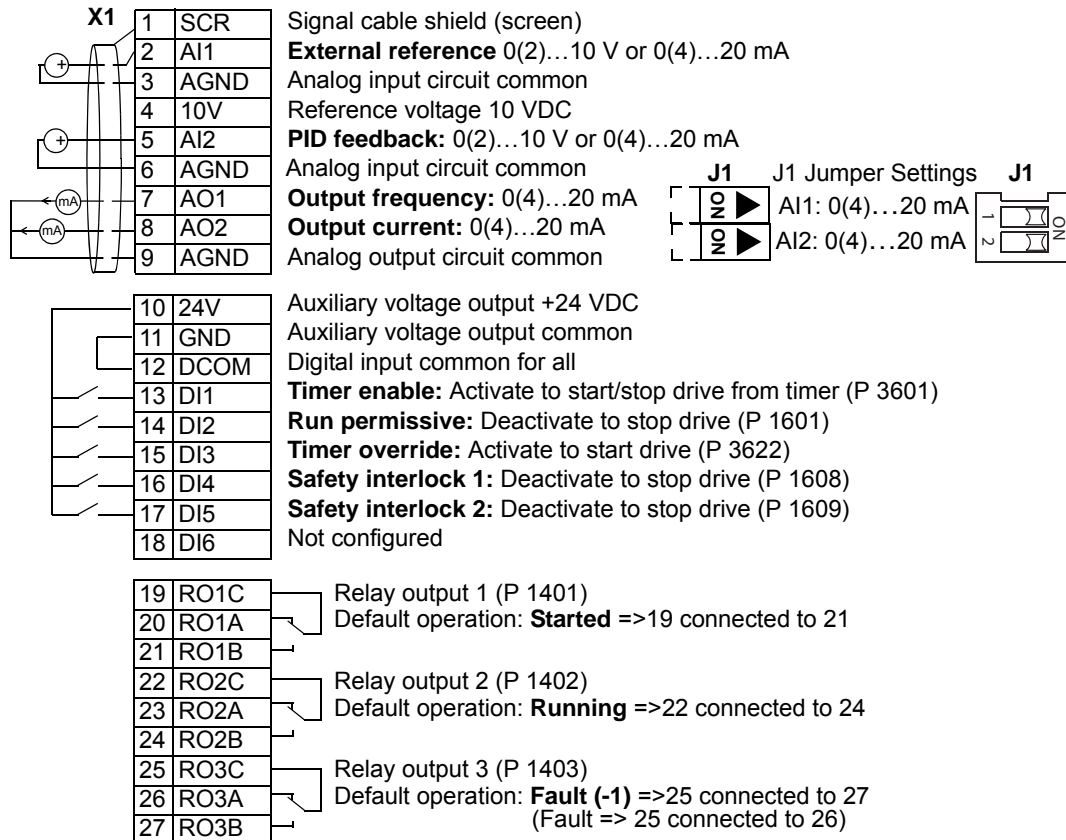 X1
1 SCR Signal cable shield (screen)
2 AI1 External reference 0(2)…10 V or 0(4)…20 mA
3 AGND Analog input circuit common
4 10V Reference voltage 10 VDC
5 AI2 PID feedback: 0(2)…10 V or 0(4)…20 mA
6 AGND Analog input circuit common
7 AO1 Output frequency: 0(4)…20 mA
8 AO2 Output current: 0(4)…20 mA
9 AGND Analog output circuit common
+
+
mA
mA
J1 J1 Jumper Settings J1
ON AI1: 0(4)…20 mA
ON AI2: 0(4)…20 mA
1 2 ON
10 24V Auxiliary voltage output +24 VDC
11 GND Auxiliary voltage output common
12 DCOM Digital input common for all
13 DI1 Timer enable: Activate to start/stop drive from timer (P 3601)
14 DI2 Run permissive: Deactivate to stop drive (P 1601)
15 DI3 Timer override: Activate to start drive (P 3622)
16 DI4 Safety interlock 1: Deactivate to stop drive (P 1608)
17 DI5 Safety interlock 2: Deactivate to stop drive (P 1609)
18 DI6 Not configured
19 RO1C Relay output 1 (P 1401)
20 RO1A Default operation: Started =>19 connected to 21
21 RO1B
22 RO2C Relay output 2 (P 1402)
23 RO2A Default operation: Running =>22 connected to 24
24 RO2B
25 RO3C Relay output 3 (P 1403)
26 RO3A Default operation: Fault (-1) =>25 connected to 27
27 RO3B (Fault => 25 connected to 26)